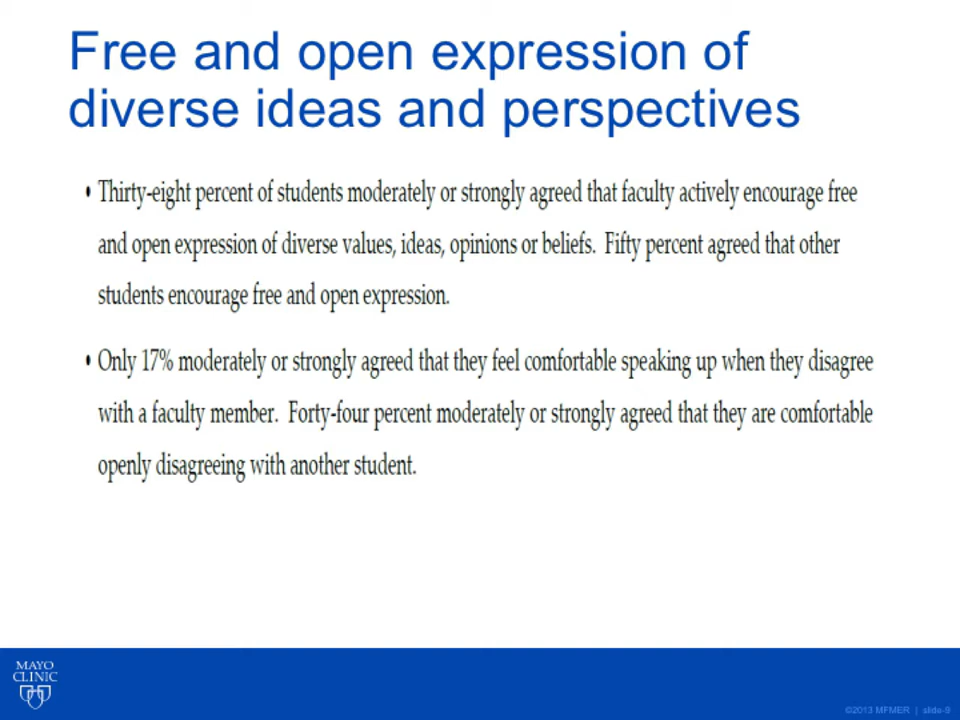 Free and open expression of
diverse ideas and perspectives
• Thirty-eight percent of students moderately or strongly agreed that faculty actively encourage free
and open expression of diverse values, ideas, opinions or beliefs. Fifty percent agreed that other
students encourage free and open expression.
• Only 17% moderately or strongly agreed that they feel comfortable speaking up when they disagree
with a faculty member. Forty-four percent moderately or strongly agreed that they are comfortable
openly disagreeing with another student.
MAYO
CLINIC
©2013 MFMER | slide-9